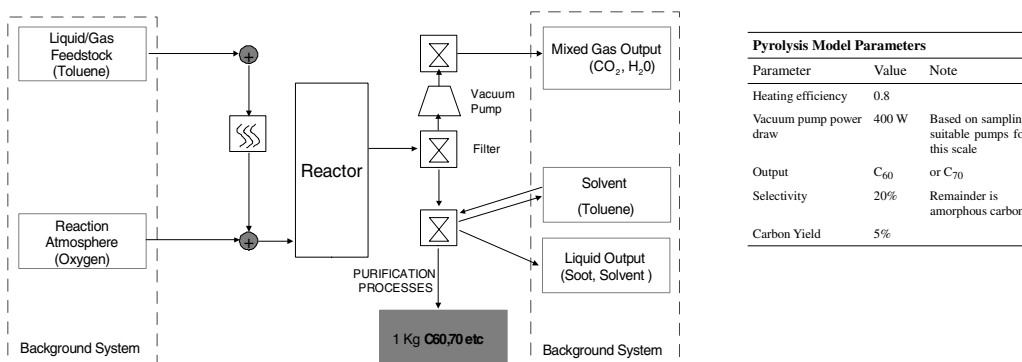 Liquid/Gas
Feedstock
(Toluene)
Reaction
Atmosphere
(Oxygen)
Background System
Reactor
Vacuum
Pump
Filter
PURIFICATION
PROCESSES
1 Kg C60,70 etc
Mixed Gas Output
(CO2, H20)
Solvent
(Toluene)
Liquid Output
(Soot, Solvent )
Background System
Pyrolysis Model Parameters
Parameter Value Note
Heating efficiency 0.8
Vacuum pump power 400 W Based on samplin
draw suitable pumps fo
this scale
Output C60 or C70
Selectivity 20% Remainder is
amorphous carbon
Carbon Yield 5%